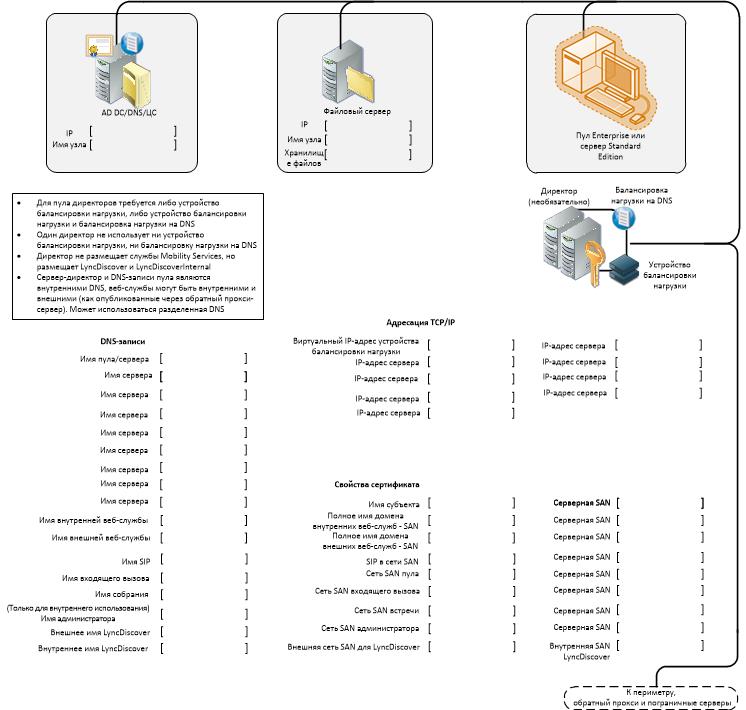 AD DC/DNS/ЦС
IP [ ]
Имя узла [ ]
Файловый сервер
IP [ ]
Имя узла [ ]
Хранилищ [ ]
е файлов
Пул Enterprise или
сервер Standard
Edition
• Для пула директоров требуется либо устройство
балансировки нагрузки, либо устройство балансировки
нагрузки и балансировка нагрузки на DNS
• Один директор не использует ни устройство
балансировки нагрузки, ни балансировку нагрузки на DNS
• Директор не размещает службы Mobility Services, но
размещает LyncDiscover и LyncDiscoverInternal
• Сервер-директор и DNS-записи пула являются
внутренними DNS, веб-службы могут быть внутренними и
внешними (как опубликованные через обратный прокси-
сервер). Может использоваться разделенная DNS
Директор
(необязательно)
Балансировка
нагрузки на DNS
Устройство
балансировки
нагрузки
Адресация TCP/IP
Виртуальный IP-адрес устройства
балансировки нагрузки [ ]
IP-адрес сервера [ ]
IP-адрес сервера [ ]
IP-адрес сервера [ ]
IP-адрес сервера [ ]
IP-адрес сервера [ ]
IP-адрес сервера [ ]
IP-адрес сервера [ ]
IP-адрес сервера [ ]
DNS-записи
Имя пула/сервера [ ]
Имя сервера [ ]
Имя сервера [ ]
Имя сервера [ ]
Имя сервера [ ]
Имя сервера [ ]
Имя сервера [ ]
Имя сервера [ ]
Имя сервера [ ]
Имя внутренней веб-службы [ ]
Имя внешней веб-службы [ ]
Имя SIP [ ]
Имя входящего вызова [ ]
Имя собрания [ ]
(Только для внутреннего использования)
Имя администратора [ ]
Внешнее имя LyncDiscover [ ]
Внутреннее имя LyncDiscover [ ]
Свойства сертификата
Имя субъекта [ ]
Полное имя домена
внутренних веб-служб - SAN [ ]
Полное имя домена
внешних веб-служб - SAN [ ]
SIP в сети SAN [ ]
Сеть SAN пула [ ]
Сеть SAN входящего вызова [ ]
Сеть SAN встречи [ ]
Сеть SAN администратора [ ]
Внешняя сеть SAN для LyncDiscover [ ]
Серверная SAN [ ]
Серверная SAN [ ]
Серверная SAN [ ]
Серверная SAN [ ]
Серверная SAN [ ]
Серверная SAN [ ]
Серверная SAN [ ]
Серверная SAN [ ]
Внутренняя SAN [ ]
LyncDiscover
К периметру,
обратный прокси и пограничные серверы